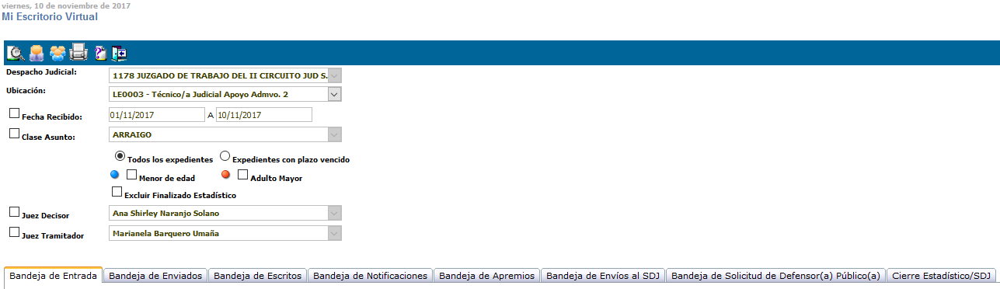 viernes, 10 de noviembre de 2017
Mi Escritorio Virtual
Despacho Judicial: 1178 JUZGADO DE TRABAJO DEL II CIRCUITO JUD S.
Ubicación: LE0003 - Técnico/a Judicial Apoyo Admvo. 2
Fecha Recibido: 01/11/2017 A 10/11/2017
Clase Asunto: ARRAIGO
Todos los expedientes Expedientes con plazo vencido
Menor de edad Adulto Mayor
Excluir Finalizado Estadístico
Juez Decisor Ana Shirley Naranjo Solano
Juez Tramitador Marianela Barquero Umaña
Bandeja de Entrada Bandeja de Enviados Bandeja de Escritos Bandeja de Notificaciones Bandeja de Apremios Bandeja de Envíos al SDJ Bandeja de Solicitud de Defensor(a) Público(a) Cierre Estadístico/SDJ